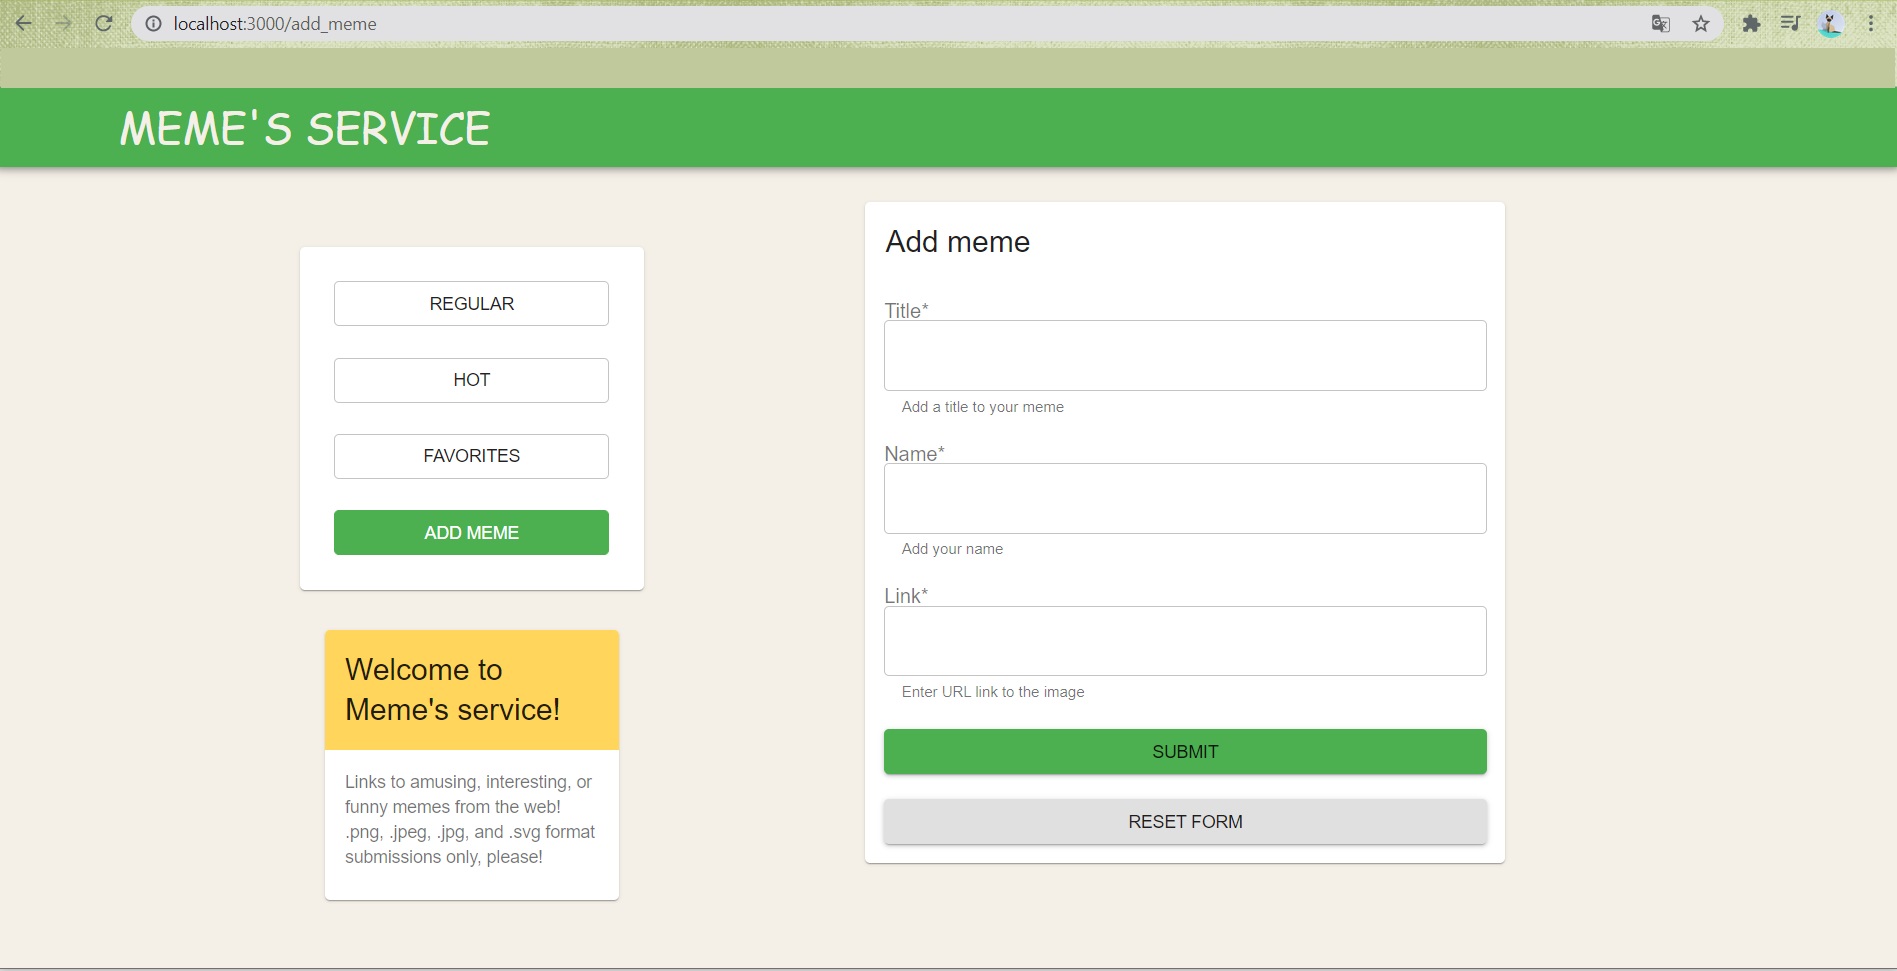 localhost:3000/add_meme
MEME'S SERVICE
REGULAR
HOT
FAVORITES
ADD MEME
Welcome to
Meme's service!
Links to amusing, interesting, or
funny memes from the web!
.png, .jpeg, .jpg, and .svg format
submissions only, please!
Add meme
Title*
Add a title to your meme
Name*
Add your name
Link*
Enter URL link to the image
SUBMIT
RESET FORM